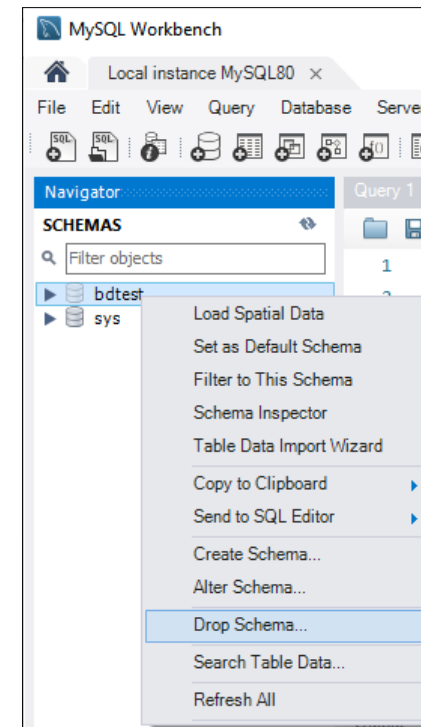 MySQL Workbench
Local instance MySQL80 ×
File Edit View Query Database
SQL SQL
Navigator
Query 1
SCHEMAS
Filter objects
1
bdtest
sys
Load Spatial Data
Set as Default Schema
Filter to This Schema
Schema Inspector
Table Data Import Wizard
Copy to Clipboard
Send to SQL Editor
Create Schema...
Alter Schema...
Drop Schema...
Search Table Data...
Refresh All